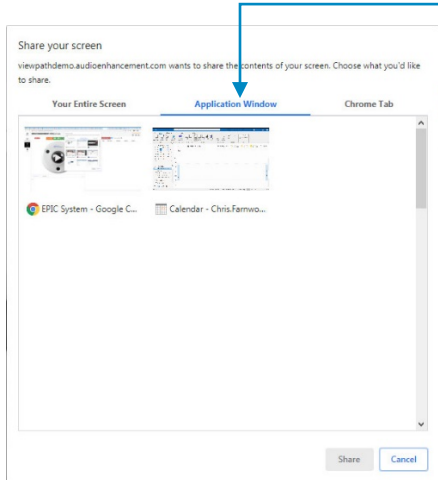 Share your screen
viewpathdemo.audioenhancement.com wants to share the contents of your screen. Choose what you'd like
to share.
Your Entire Screen Application Window Chrome Tab
EPIC System - Google C... Calendar - Chris.Farnwo...
Share Cancel